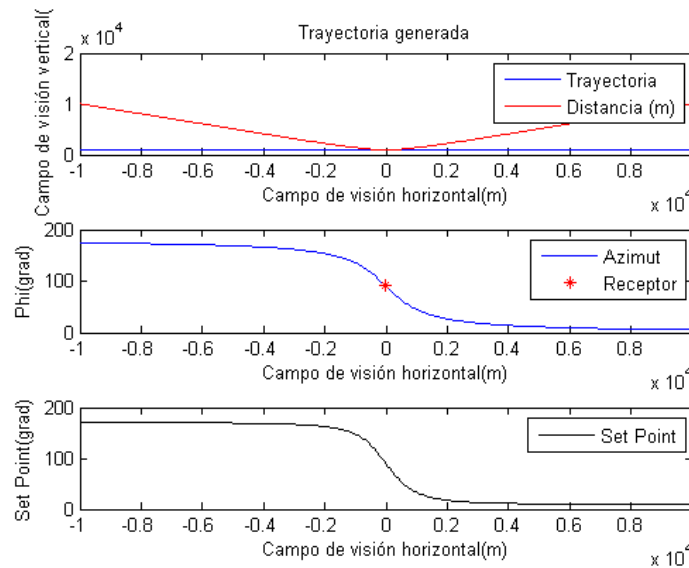 x 10^4
Trayectoria generada
Campo de visión vertical(
2
1
0
Trayectoria
Distancia (m)
-1 -0.8 -0.6 -0.4 -0.2 0 0.2 0.4 0.6 0.8
Campo de visión horizontal(m)
x 10^4
Phi(grad)
200
100
0
Azimut
Receptor
-1 -0.8 -0.6 -0.4 -0.2 0 0.2 0.4 0.6 0.8
Campo de visión horizontal(m)
x 10^4
Set Point(grad)
200
100
0
Set Point
-1 -0.8 -0.6 -0.4 -0.2 0 0.2 0.4 0.6 0.8
Campo de visión horizontal(m)
x 10^4